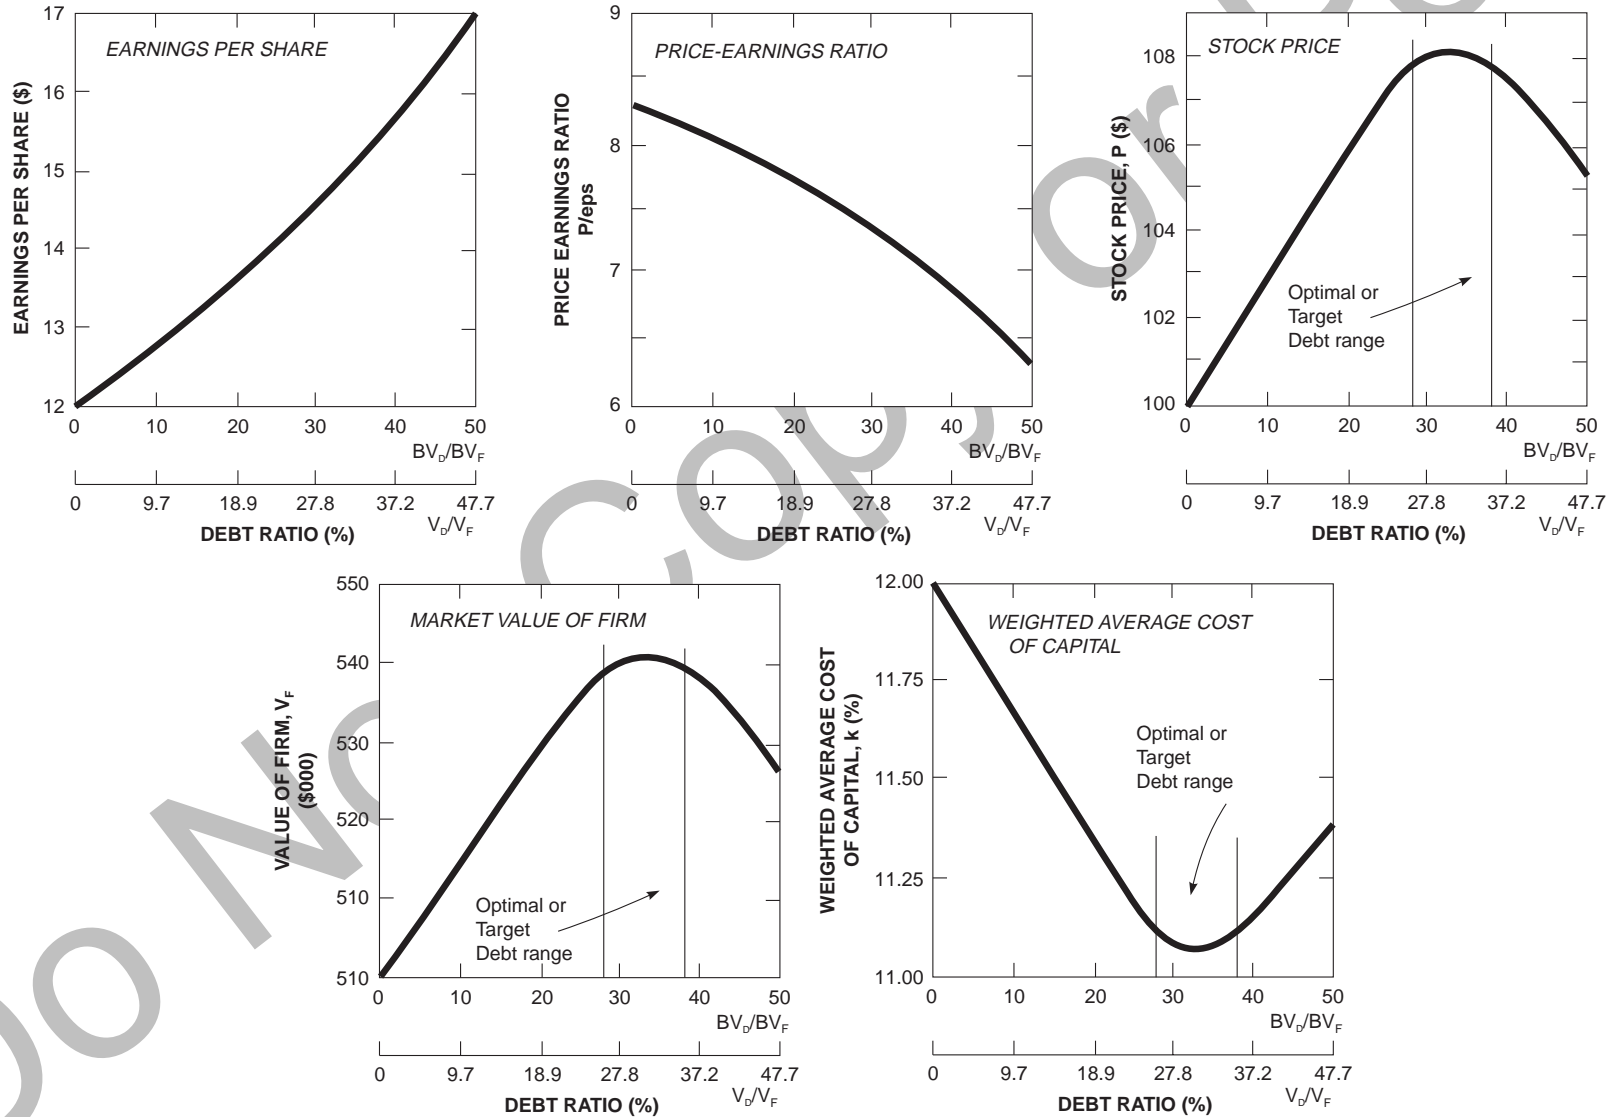 EARNINGS PER SHARE
EARNINGS PER SHARE ($)
17
16
15
14
13
12
0 10 20 30 40 50
BV_D/BV_F
0 9.7 18.9 27.8 37.2 47.7
V_D/V_F
DEBT RATIO (%)
PRICE-EARNINGS RATIO
PRICE EARNINGS RATIO
P/eps
9
8
7
6
0 10 20 30 40 50
BV_D/BV_F
0 9.7 18.9 27.8 37.2 47.7
V_D/V_F
DEBT RATIO (%)
STOCK PRICE
STOCK PRICE, P ($)
108
106
104
102
100
Optimal or
Target
Debt range
0 10 20 30 40 50
BV_D/BV_F
0 9.7 18.9 27.8 37.2 47.7
V_D/V_F
DEBT RATIO (%)
MARKET VALUE OF FIRM
VALUE OF FIRM, V_F
($000)
550
540
530
520
510
510
Optimal or
Target
Debt range
0 10 20 30 40 50
BV_D/BV_F
0 9.7 18.9 27.8 37.2 47.7
V_D/V_F
DEBT RATIO (%)
WEIGHTED AVERAGE COST
OF CAPITAL
WEIGHTED AVERAGE COST
OF CAPITAL, k (%)
12.00
11.75
11.50
11.25
11.00
Optimal or
Target
Debt range
0 10 20 30 40 50
BV_D/BV_F
0 9.7 18.9 27.8 37.2 47.7
V_D/V_F
DEBT RATIO (%)
Do Not Copy or